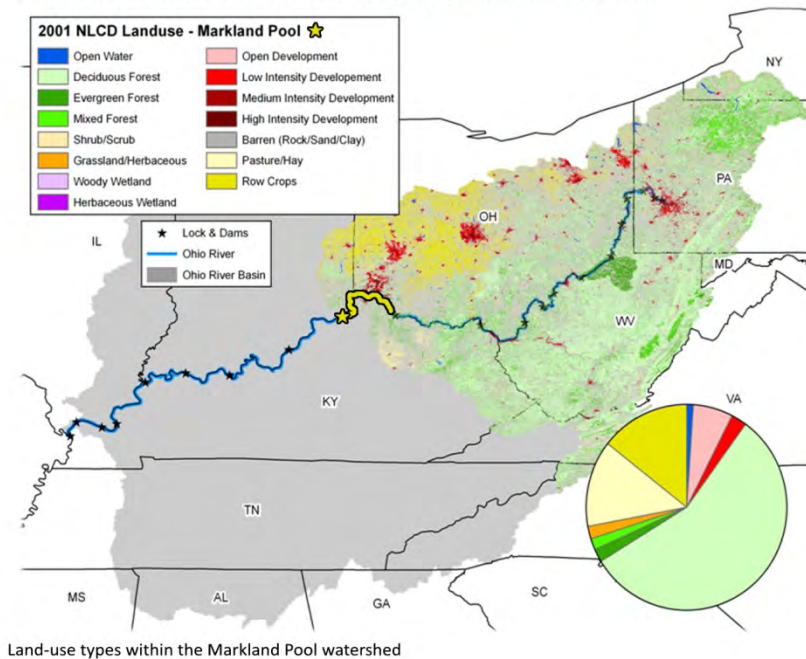 2001 NLCD Landuse - Markland Pool
Open Water
Deciduous Forest
Evergreen Forest
Mixed Forest
Shrub/Scrub
Grassland/Herbaceous
Woody Wetland
Herbaceous Wetland
Open Development
Low Intensity Developement
Medium Intensity Development
High Intensity Development
Barren (Rock/Sand/Clay)
Pasture/Hay
Row Crops
Lock & Dams
Ohio River
Ohio River Basin
NY
PA
OH
IL
MD
WV
VA
KY
TN
MS
AL
GA
SC
Land-use types within the Markland Pool watershed